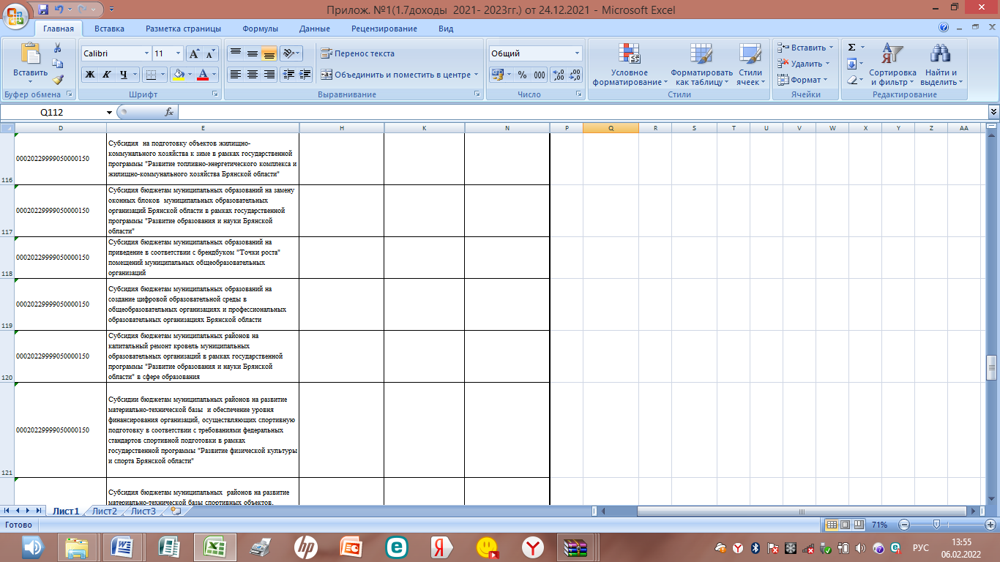 Прилож. №1(1.7доходы 2021- 2023гг.) от 24.12.2021 - Microsoft Excel
Главная Вставка Разметка страницы Формулы Данные Рецензирование Вид
Вставить
Буфер обмена
Calibri 11
Ж К Ч А
Шрифт
Перенос текста
Объединить и поместить в центре
Выравнивание
Общий
% 000
Число
Условное форматирование
Форматировать как таблицу
Стили ячеек
Стили
Вставить
Удалить
Формат
Ячейки
Σ
Сортировка и фильтр
Найти и выделить
Редактирование
Q112 fx
D E H K N P Q R S T U V W X Y Z AA
116 00020229999050000150
Субсидия на подготовку объектов жилищно-
коммунального хозяйства к зиме в рамках государственной
программы "Развитие топливно-энергетического комплекса и
жилищно-коммунального хозяйства Брянской области"
117 00020229999050000150
Субсидия бюджетам муниципальных образований на замену
оконных блоков муниципальных образовательных
организаций Брянской области в рамках государственной
программы "Развитие образования и науки Брянской
области"
118 00020229999050000150
Субсидия бюджетам муниципальных образований на
приведение в соответствии с брендбуком "Точки роста"
помещений муниципальных общеобразовательных
организаций
119 00020229999050000150
Субсидия бюджетам муниципальных образований на
создание цифровой образовательной среды в
общеобразовательных организациях и профессиональных
образовательных организациях Брянской области
120 00020229999050000150
Субсидия бюджетам муниципальных районов на
капитальный ремонт кровель муниципальных
образовательных организаций в рамках государственной
программы "Развитие образования и науки Брянской
области" в сфере образования
121 00020229999050000150
Субсидии бюджетам муниципальных районов на развитие
материально-технической базы и обеспечение уровня
финансирования организаций, осуществляющих спортивную
подготовку в соответствии с требованиями федеральных
стандартов спортивной подготовки в рамках
государственной программы "Развитие физической культуры
и спорта Брянской области"
Субсидия бюджетам муниципальных районов на развитие
материально-технической базы спортивных объектов,
Лист1 Лист2 Лист3
Готово 71%
РУС 13:55
06.02.2022